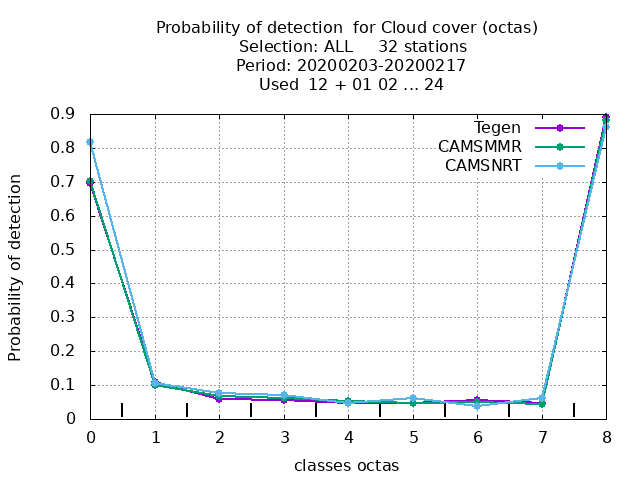 Probability of detection  for Cloud cover (octas)
Selection: ALL     32 stations
Period: 20200203-20200217
Used  12 + 01 02 ... 24
Tegen
CAMSMMR
CAMSNRT
0.9
0.8
0.7
0.6
0.5
0.4
0.3
0.2
0.1
0
Probability of detection
0 1 2 3 4 5 6 7 8
classes octas